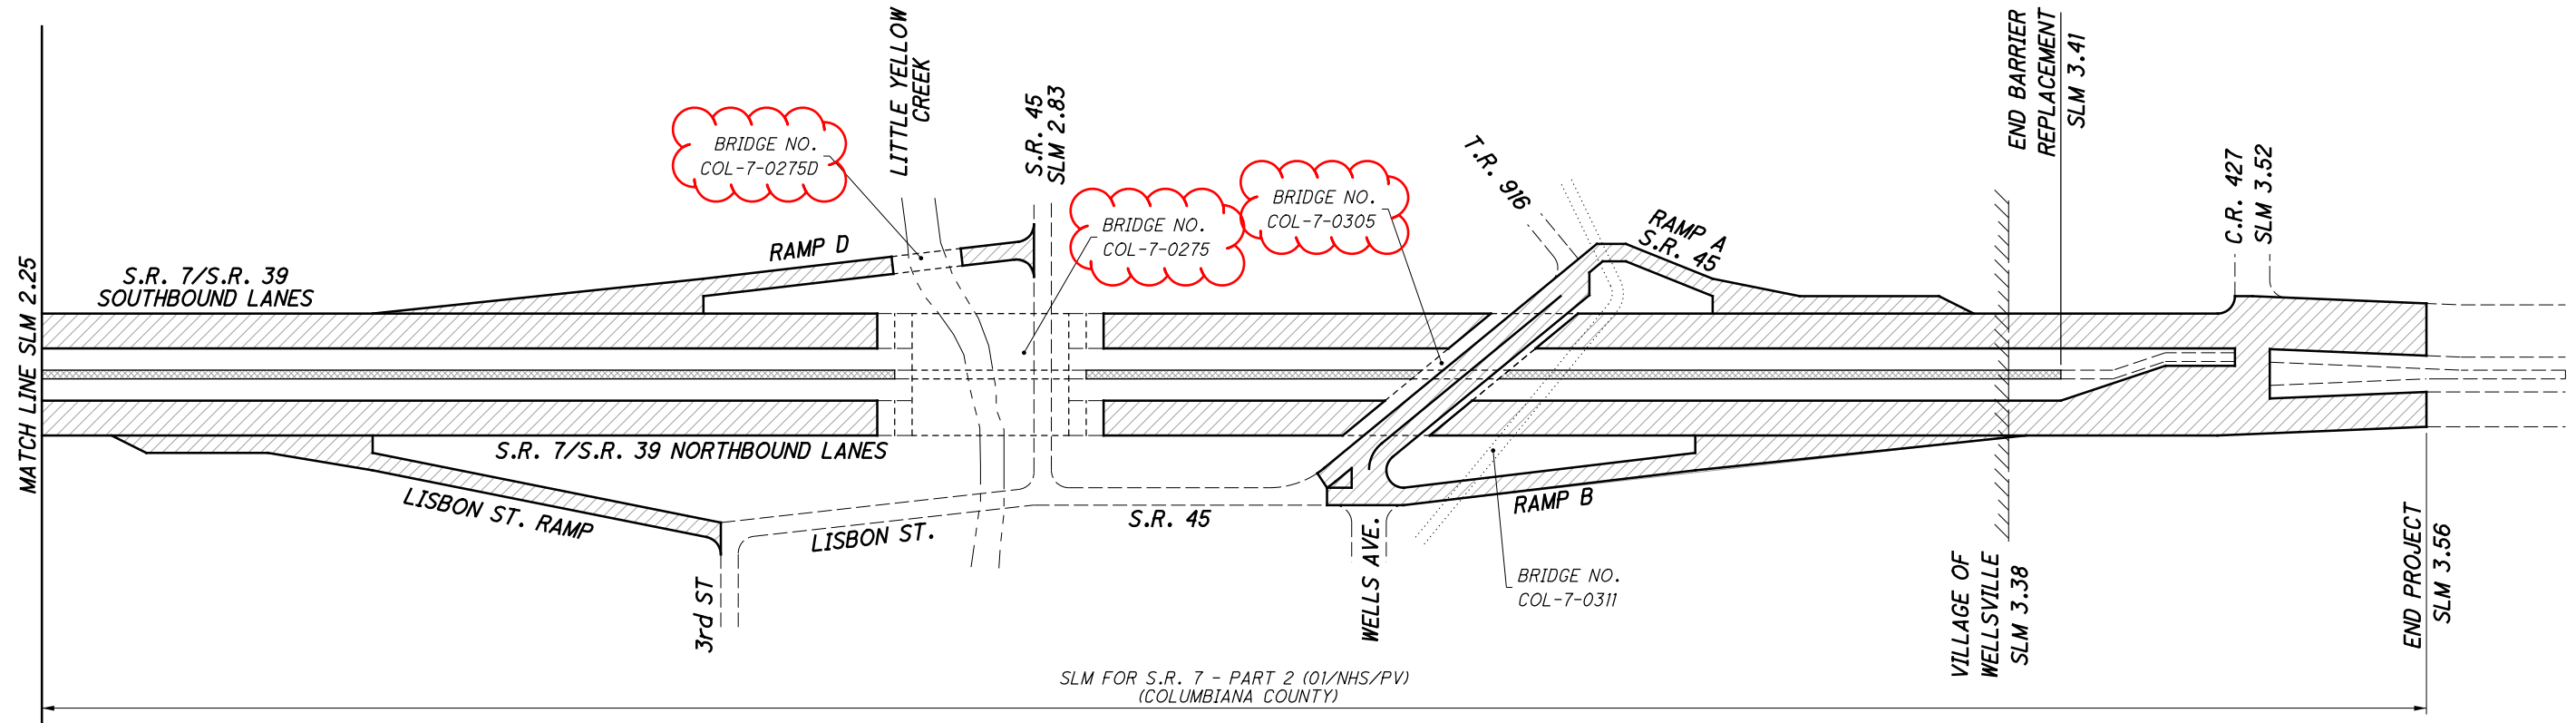 MATCH LINE SLM 2.25
S.R. 7/S.R. 39
SOUTHBOUND LANES
RAMP D
BRIDGE NO.
COL-7-0275D
LITTLE YELLOW
CREEK
S.R. 45
SLM 2.83
BRIDGE NO.
COL-7-0275
BRIDGE NO.
COL-7-0305
T.R. 916
RAMP A
S.R. 45
END BARRIER
REPLACEMENT
SLM 3.41
C.R. 427
SLM 3.52
S.R. 7/S.R. 39 NORTHBOUND LANES
LISBON ST. RAMP
3rd ST
LISBON ST.
S.R. 45
WELLS AVE.
RAMP B
BRIDGE NO.
COL-7-0311
VILLAGE OF
WELLSVILLE
SLM 3.38
END PROJECT
SLM 3.56
SLM FOR S.R. 7 - PART 2 (01/NHS/PV)
(COLUMBIANA COUNTY)